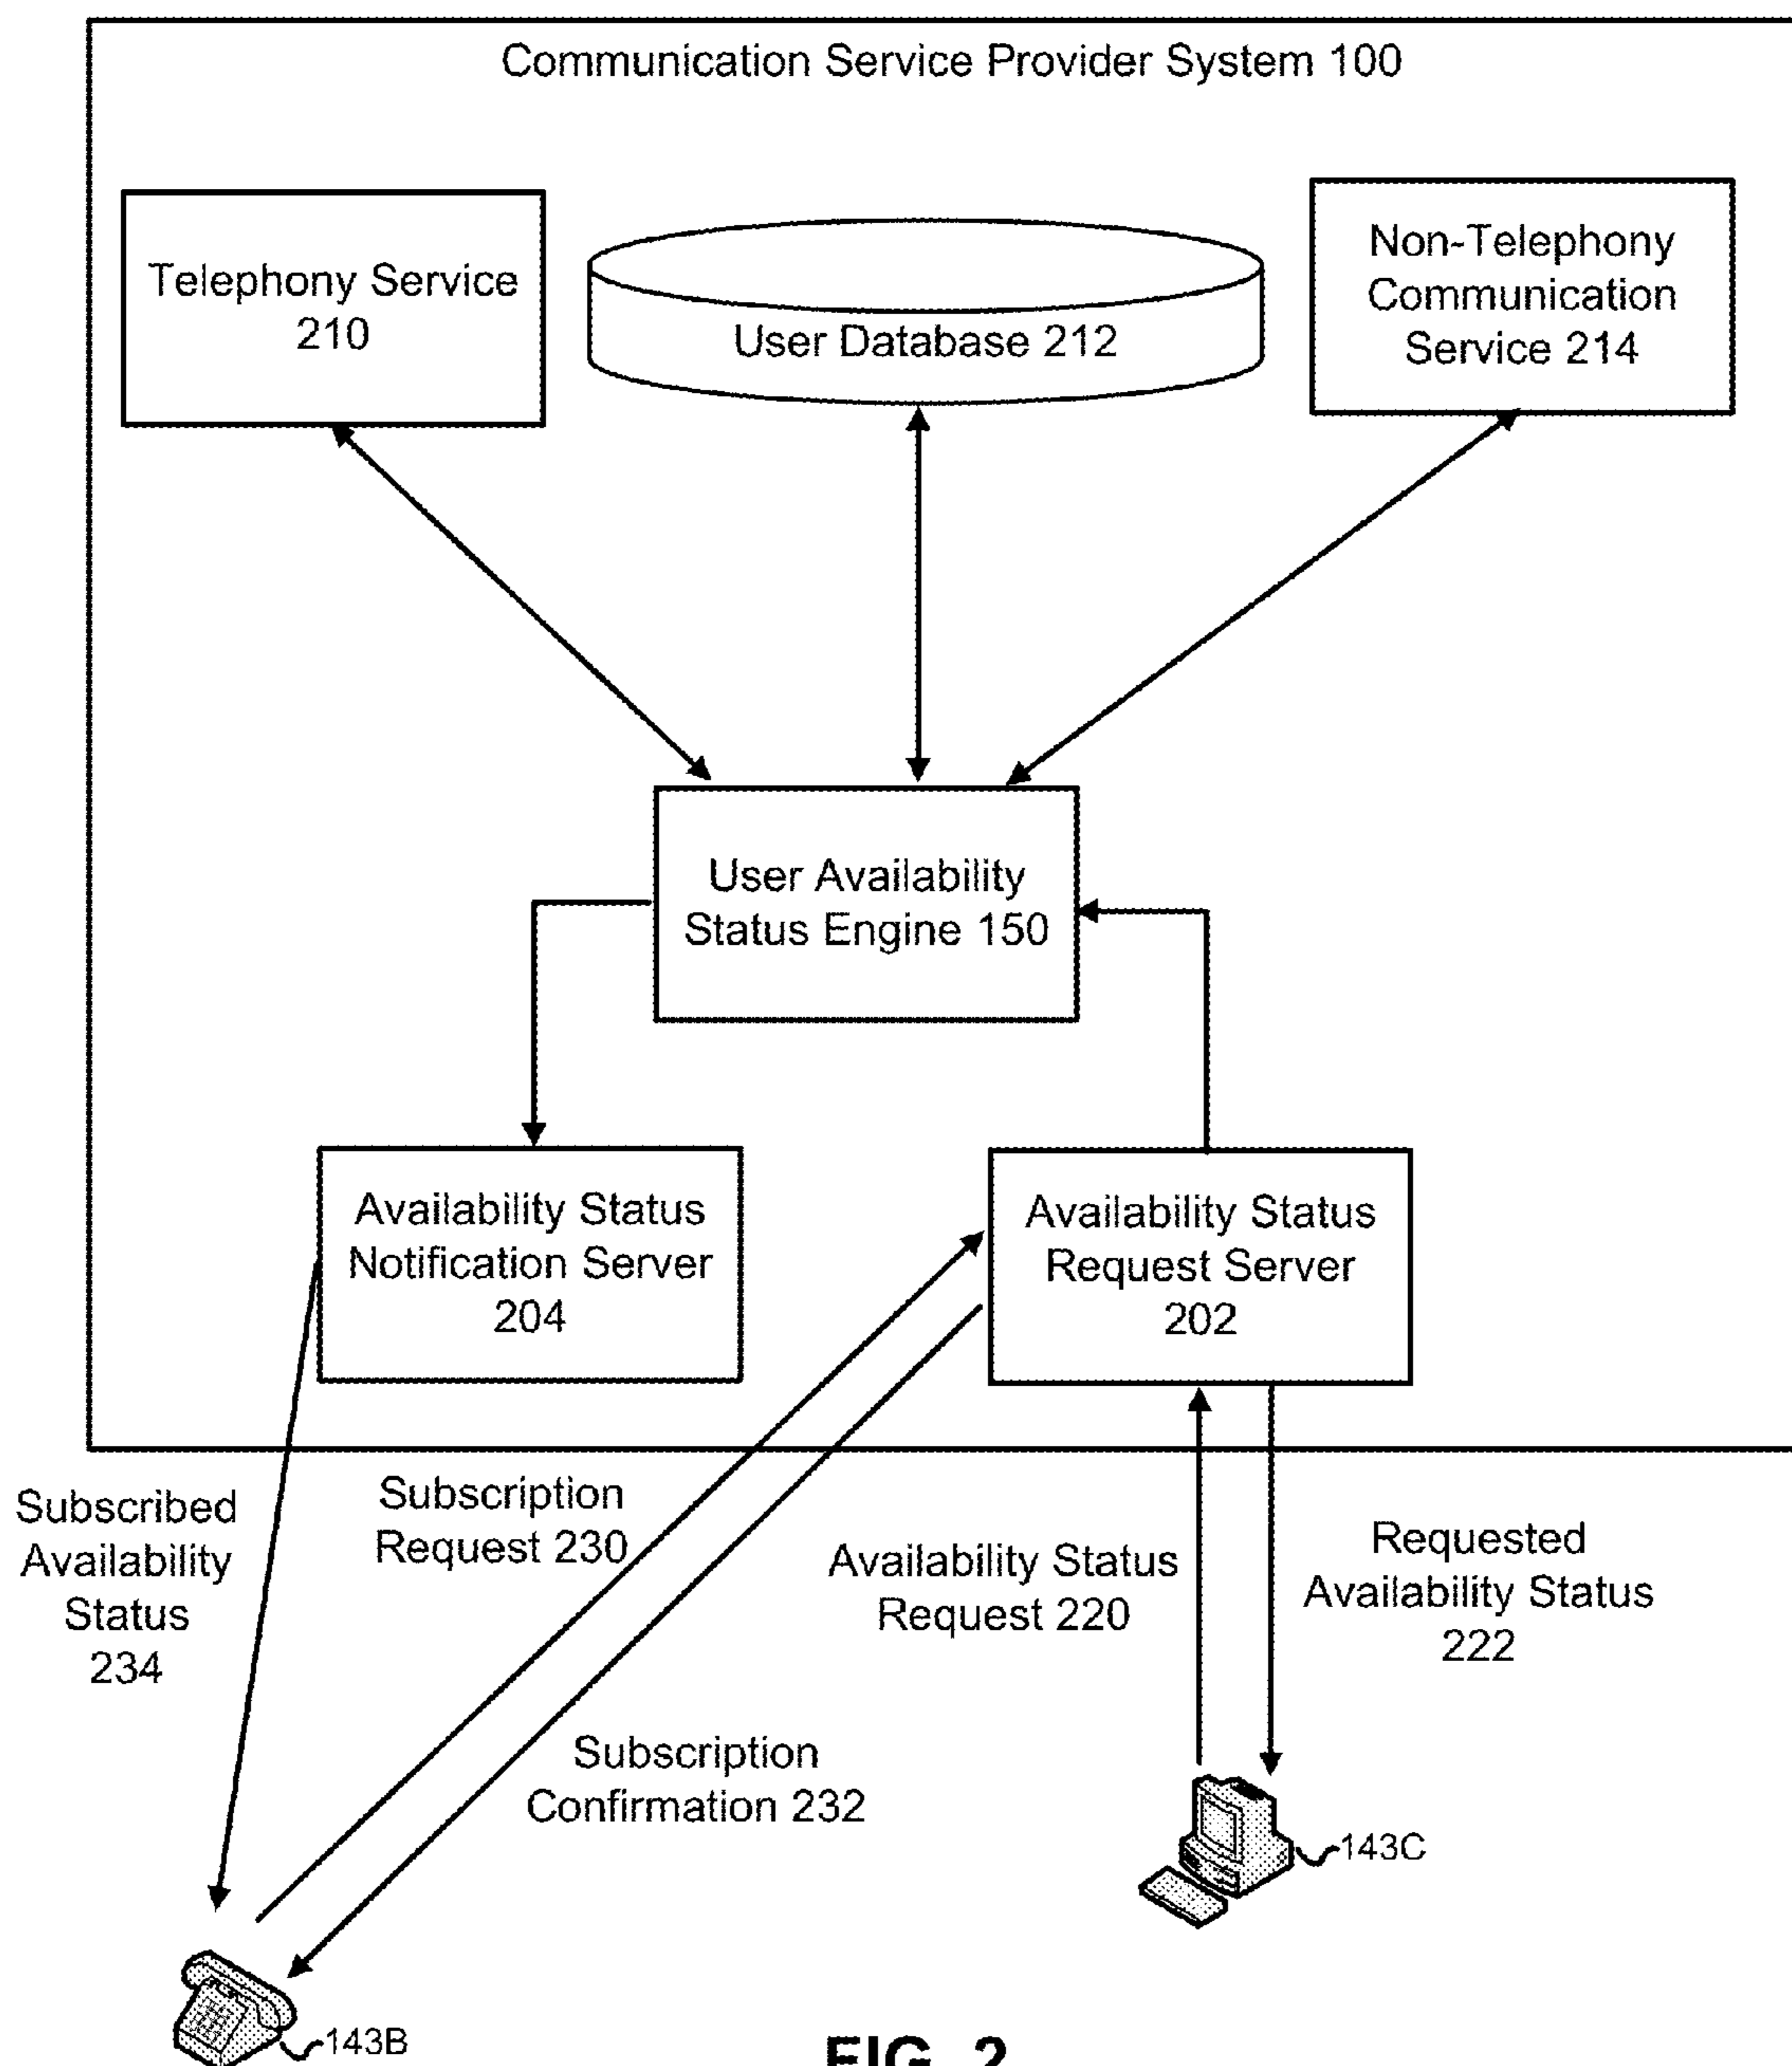 Communication Service Provider System 100
Telephony Service
210
User Database 212
Non-Telephony
Communication
Service 214
User Availability
Status Engine 150
Availability Status
Notification Server
204
Availability Status
Request Server
202
Subscribed
Availability
Status
234
Subscription
Request 230
Availability Status
Request 220
Requested
Availability Status
222
Subscription
Confirmation 232
143C
143B
FIG. 2